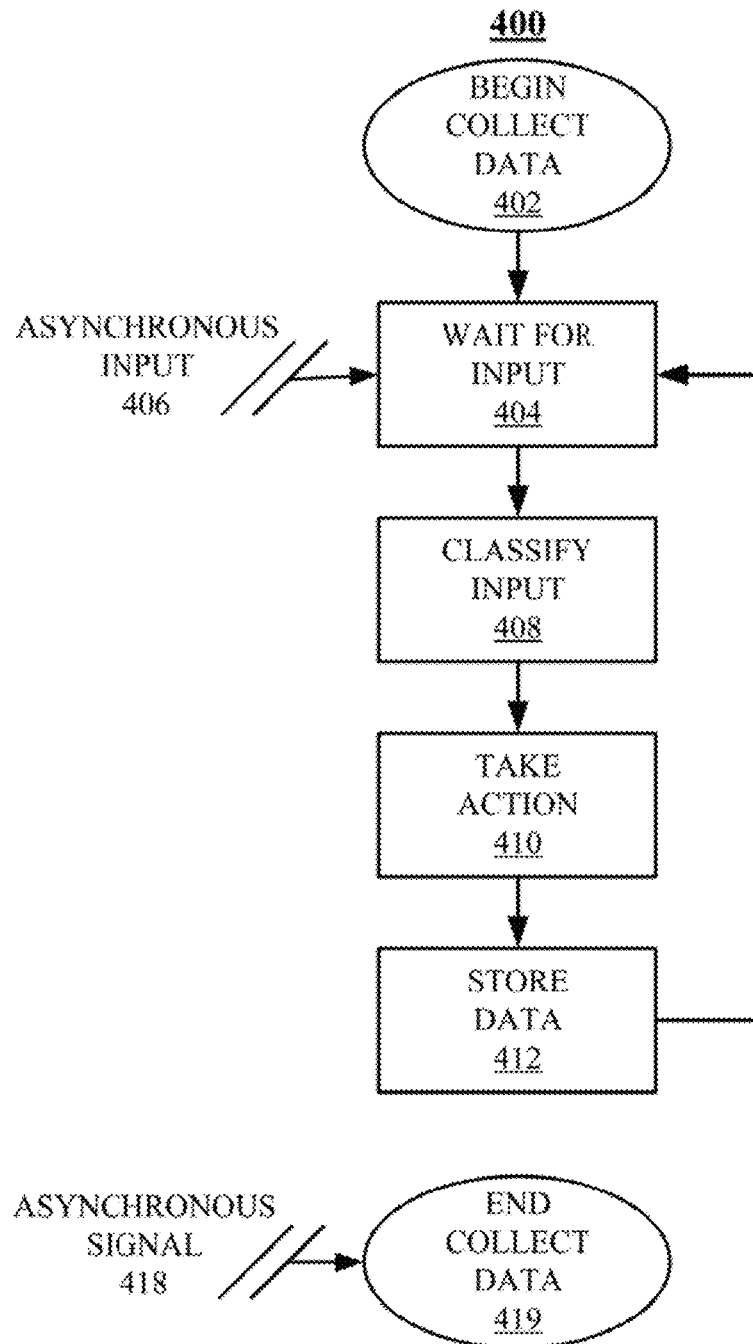 400
BEGIN
COLLECT
DATA
402
ASYNCHRONOUS
INPUT
406
WAIT FOR
INPUT
404
CLASSIFY
INPUT
408
TAKE
ACTION
410
STORE
DATA
412
ASYNCHRONOUS
SIGNAL
418
END
COLLECT
DATA
419